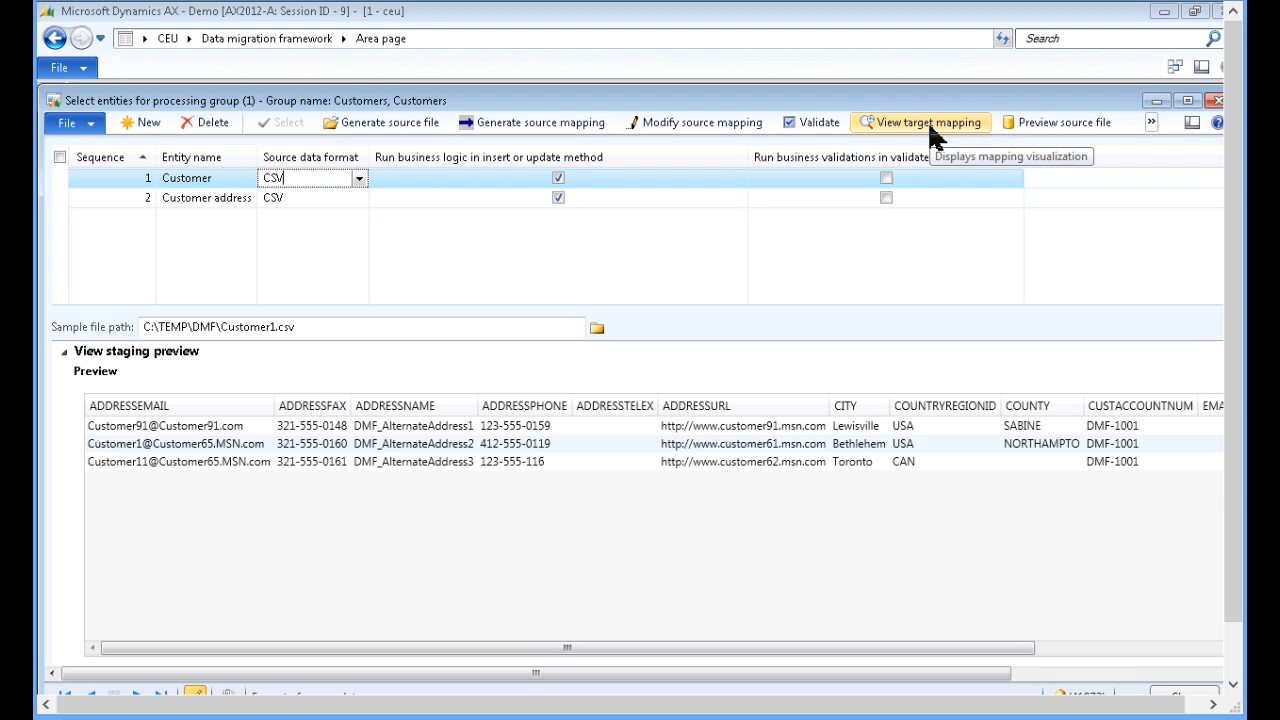 Microsoft Dynamics AX - Demo [AX2012-A: Session ID - 9] - [1 - ceu]
CEU Data migration framework Area page Search
File
Select entities for processing group (1) - Group name: Customers, Customers
File New Delete Select Generate source file Generate source mapping Modify source mapping Validate View target mapping Preview source file
Displays mapping visualization
Sequence Entity name Source data format Run business logic in insert or update method Run business validations in validate
1 Customer CSV
2 Customer address CSV
Sample file path: C:\TEMP\DMF\Customer1.csv
View staging preview
Preview
ADDRESSEMAIL ADDRESSFAX ADDRESSNAME ADDRESSPHONE ADDRESSTELEX ADDRESSURL CITY COUNTRYREGIONID COUNTY CUSTACCOUNTNUM EMA
Customer91@Customer91.com 321-555-0148 DMF_AlternateAddress1 123-555-0159 http://www.customer91.msn.com Lewisville USA SABINE DMF-1001
Customer1@Customer65.MSN.com 321-555-0160 DMF_AlternateAddress2 412-555-0119 http://www.customer61.msn.com Bethlehem USA NORTHAMPTO DMF-1001
Customer11@Customer65.MSN.com 321-555-0161 DMF_AlternateAddress3 123-555-116 http://www.customer62.msn.com Toronto CAN DMF-1001